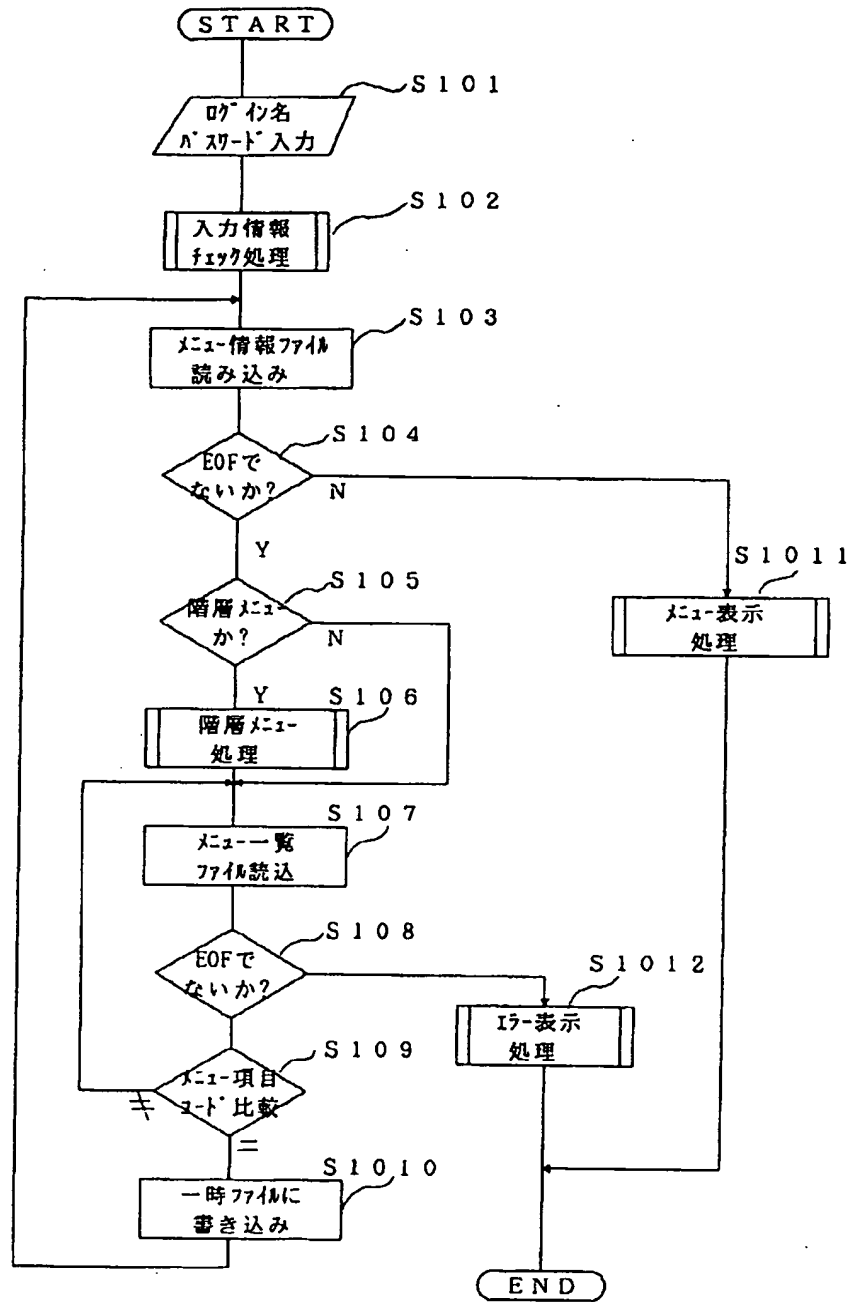 START
S101
ログイン名
パスワード入力
S102
入力情報
チェック処理
S103
メニュー情報ファイル
読み込み
S104
EOFで
ないか?
N
Y
S1011
メニュー表示
処理
S105
階層メニュー
か?
N
Y
S106
階層メニュー
処理
S107
メニュー一覧
ファイル読込
S108
EOFで
ないか?
S1012
エラー表示
処理
S109
メニュー項目
コード比較
≠
=
S1010
一時ファイルに
書き込み
END